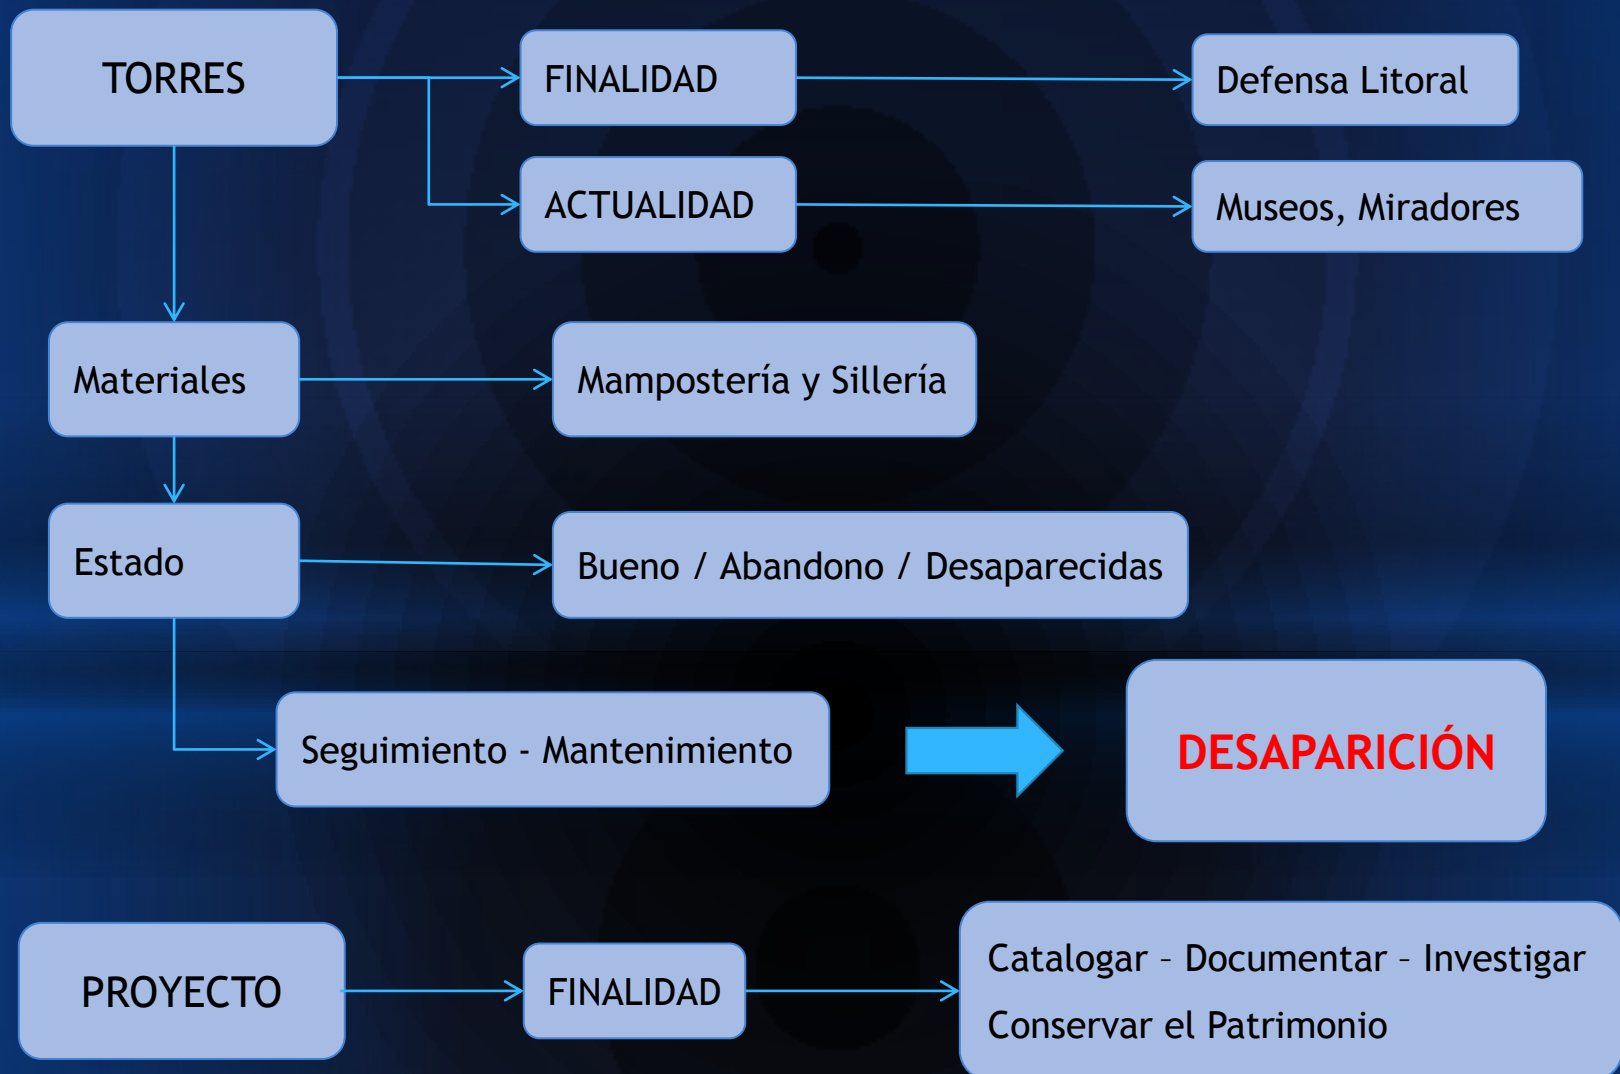 TORRES
FINALIDAD
Defensa Litoral
ACTUALIDAD
Museos, Miradores
Materiales
Mampostería y Sillería
Estado
Bueno / Abandono / Desaparecidas
Seguimiento - Mantenimiento
DESAPARICIÓN
PROYECTO
FINALIDAD
Catalogar – Documentar – Investigar
Conservar el Patrimonio